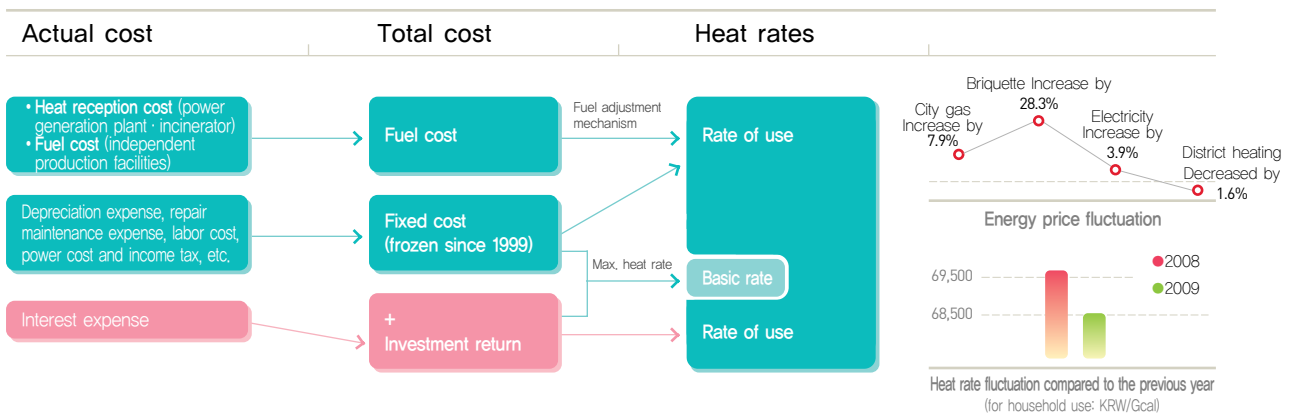 Actual cost
Total cost
Heat rates
• Heat reception cost (power
generation plant · incinerator)
• Fuel cost (independent
production facilities)
Fuel cost
Fuel adjustment
mechanism
Rate of use
Depreciation expense, repair
maintenance expense, labor cost,
power cost and income tax, etc.
Fixed cost
(frozen since 1999)
Max. heat rate
Basic rate
Interest expense
+
Investment return
Rate of use
City gas
Increase by
7.9%
Briquette Increase by
28.3%
Electricity
Increase by
3.9%
District heating
Decreased by
1.6%
Energy price fluctuation
69,500
68,500
2008
2009
Heat rate fluctuation compared to the previous year
(for household use: KRW/Gcal)